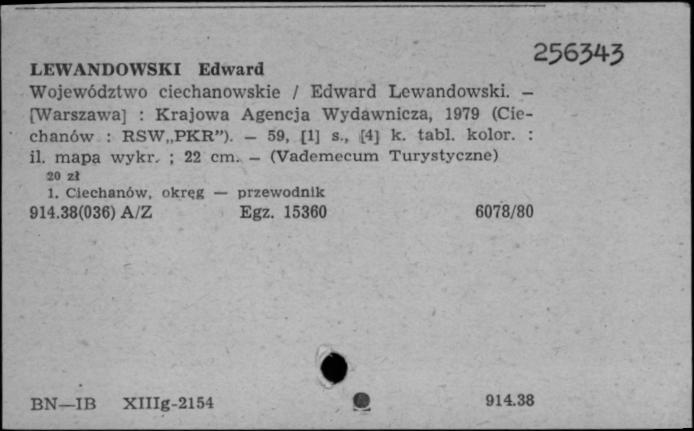 256343
LEWANDOWSKI Edward
Województwo ciechanowskie / Edward Lewandowski. —
[Warszawa] : Krajowa Agencja Wydawnicza, 1979 (Cie-
chanów : RSW„PKR”). — 59, [1] s., [4] k. tabl. kolor. :
il. mapa wykr. ; 22 cm. — (Vademecum Turystyczne)
20 zł
1. Ciechanów, okręg — przewodnik
914.38(036) A/Z Egz. 15360 6078/80
BN—IB XIIIg-2154 914.38